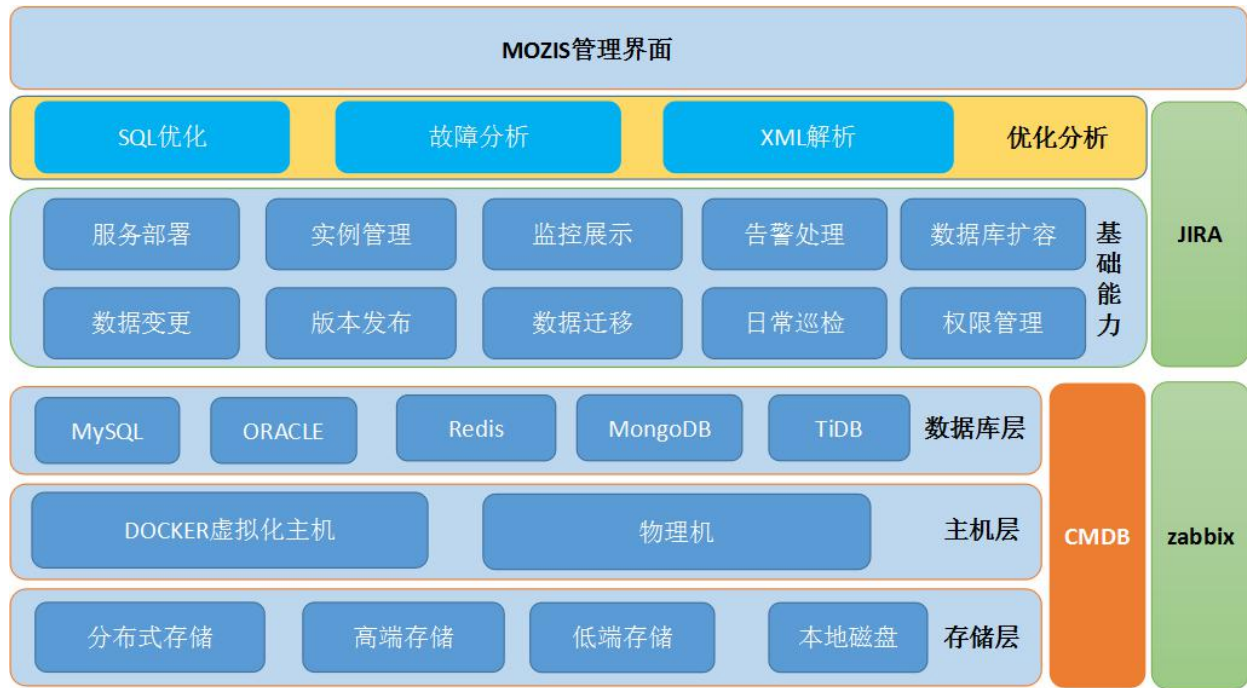 MOZIS管理界面
SQL优化
故障分析
XML解析
优化分析
服务部署
实例管理
监控展示
告警处理
数据库扩容
数据变更
版本发布
数据迁移
日常巡检
权限管理
基础能力
JIRA
MySQL
ORACLE
Redis
MongoDB
TiDB
数据库层
DOCKER虚拟化主机
物理机
主机层
分布式存储
高端存储
低端存储
本地磁盘
存储层
CMDB
zabbix